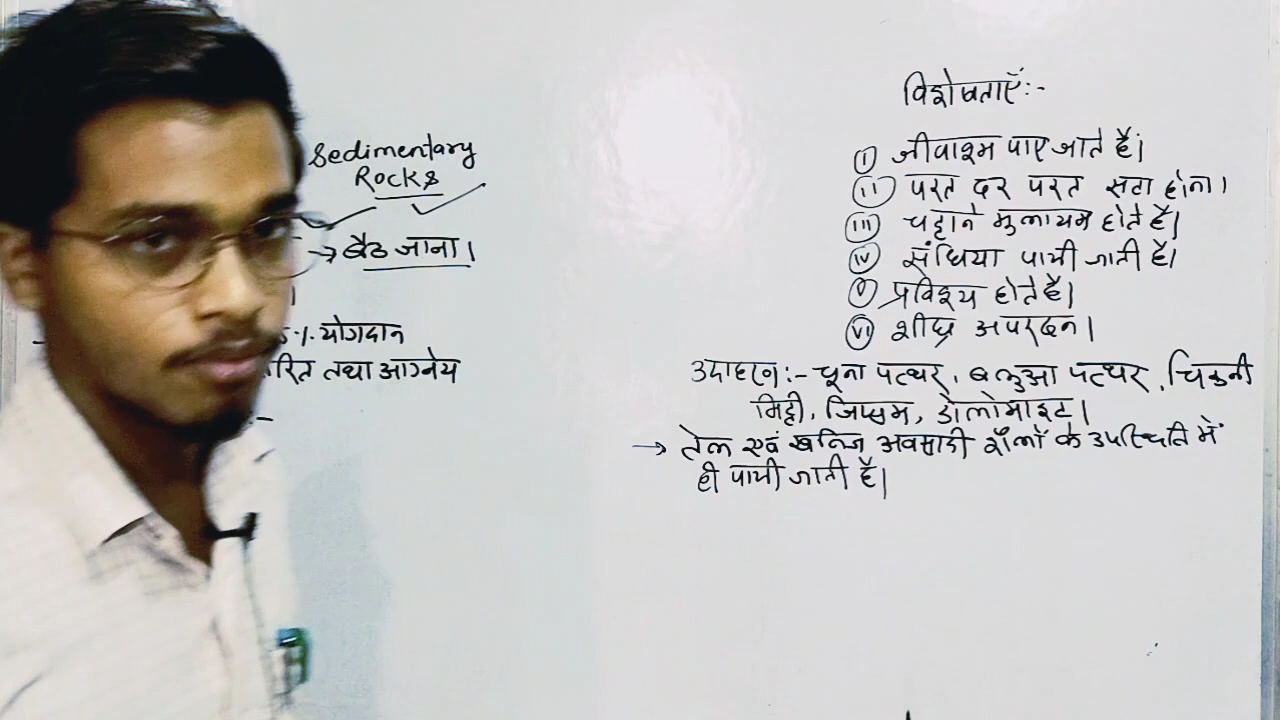 Sedimentary
Rocks
→ बैठ जाना।
5% योगदान
रित तथा आग्नेय
विशेषताएँ:-
(i) जीवाश्म पाए जाते हैं।
(ii) परत दर परत सटा होना।
(iii) चट्टाने मुलायम होते है।
(iv) संधिया पायी जाती है।
(v) प्रविश्य होते है।
(vi) शीघ्र अपरदन।
उदाहरण:- चूना पत्थर, बलुआ पत्थर, चिकनी
मिट्टी, जिप्सम, डोलोमाइट।
→ तेल एवं खनिज अवसादी शैलों के उपस्थिति में
ही पायी जाती है।